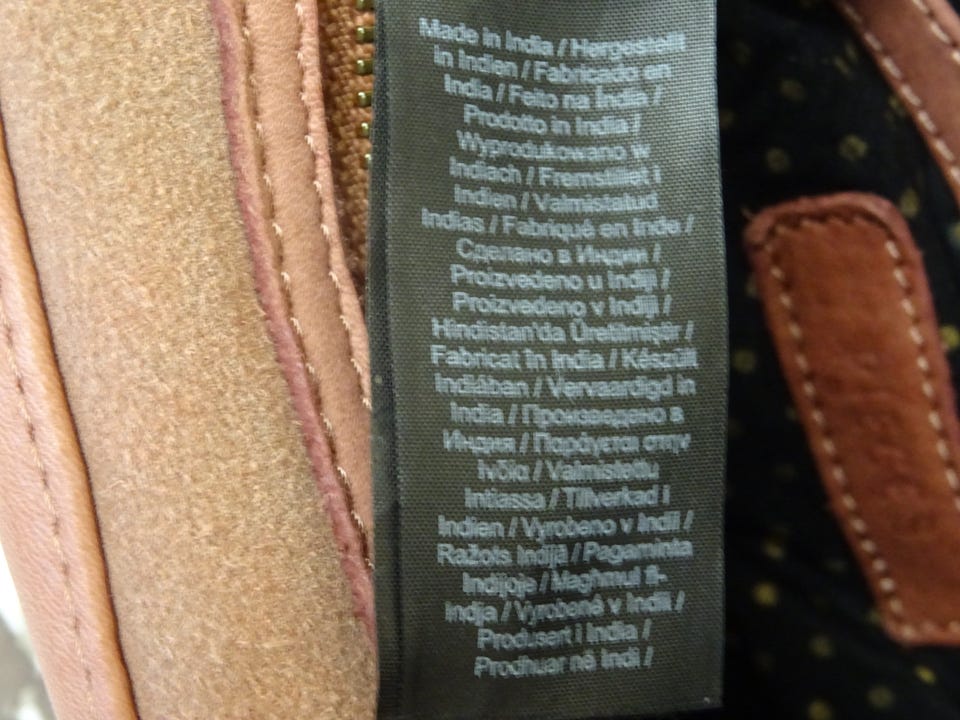 Made in India / Hergestellt
in Indien / Fabricado en
India / Feito na India /
Prodotto in India /
Wyprodukowano w
Indiach / Fremstillet i
Indien / Valmistatud
Indias / Fabriqué en Inde /
Сделано в Индии /
Proizvedeno u Indiji /
Proizvedeno v Indiji /
Hindistan'da Üretilmiştir /
Fabricat în India / Készült
Indiában / Vervaardigd in
India / Произведено в
Индия / Παράγεται στην
Ινδία / Valmistettu
Intiassa / Tillverkad i
Indien / Vyrobeno v Indii /
Ražots Indijā / Pagaminta
Indijoje / Maghmul fl-
Indja / Vyrobené v Indii /
Produsert i India /
Prodhuar në Indi /